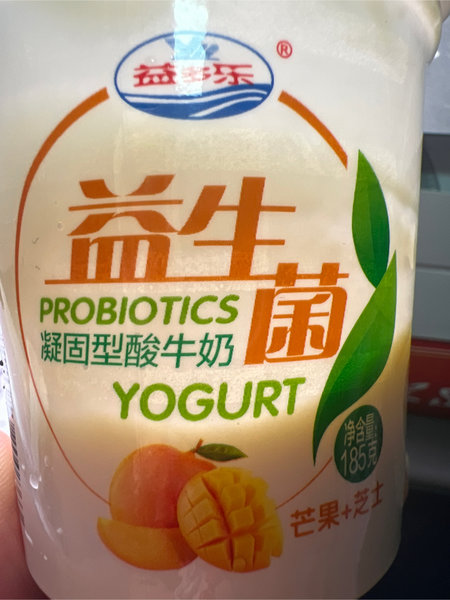 益乡乐
®
益生菌
PROBIOTICS
凝固型酸牛奶
YOGURT
净含量:
185克
芒果+芝士